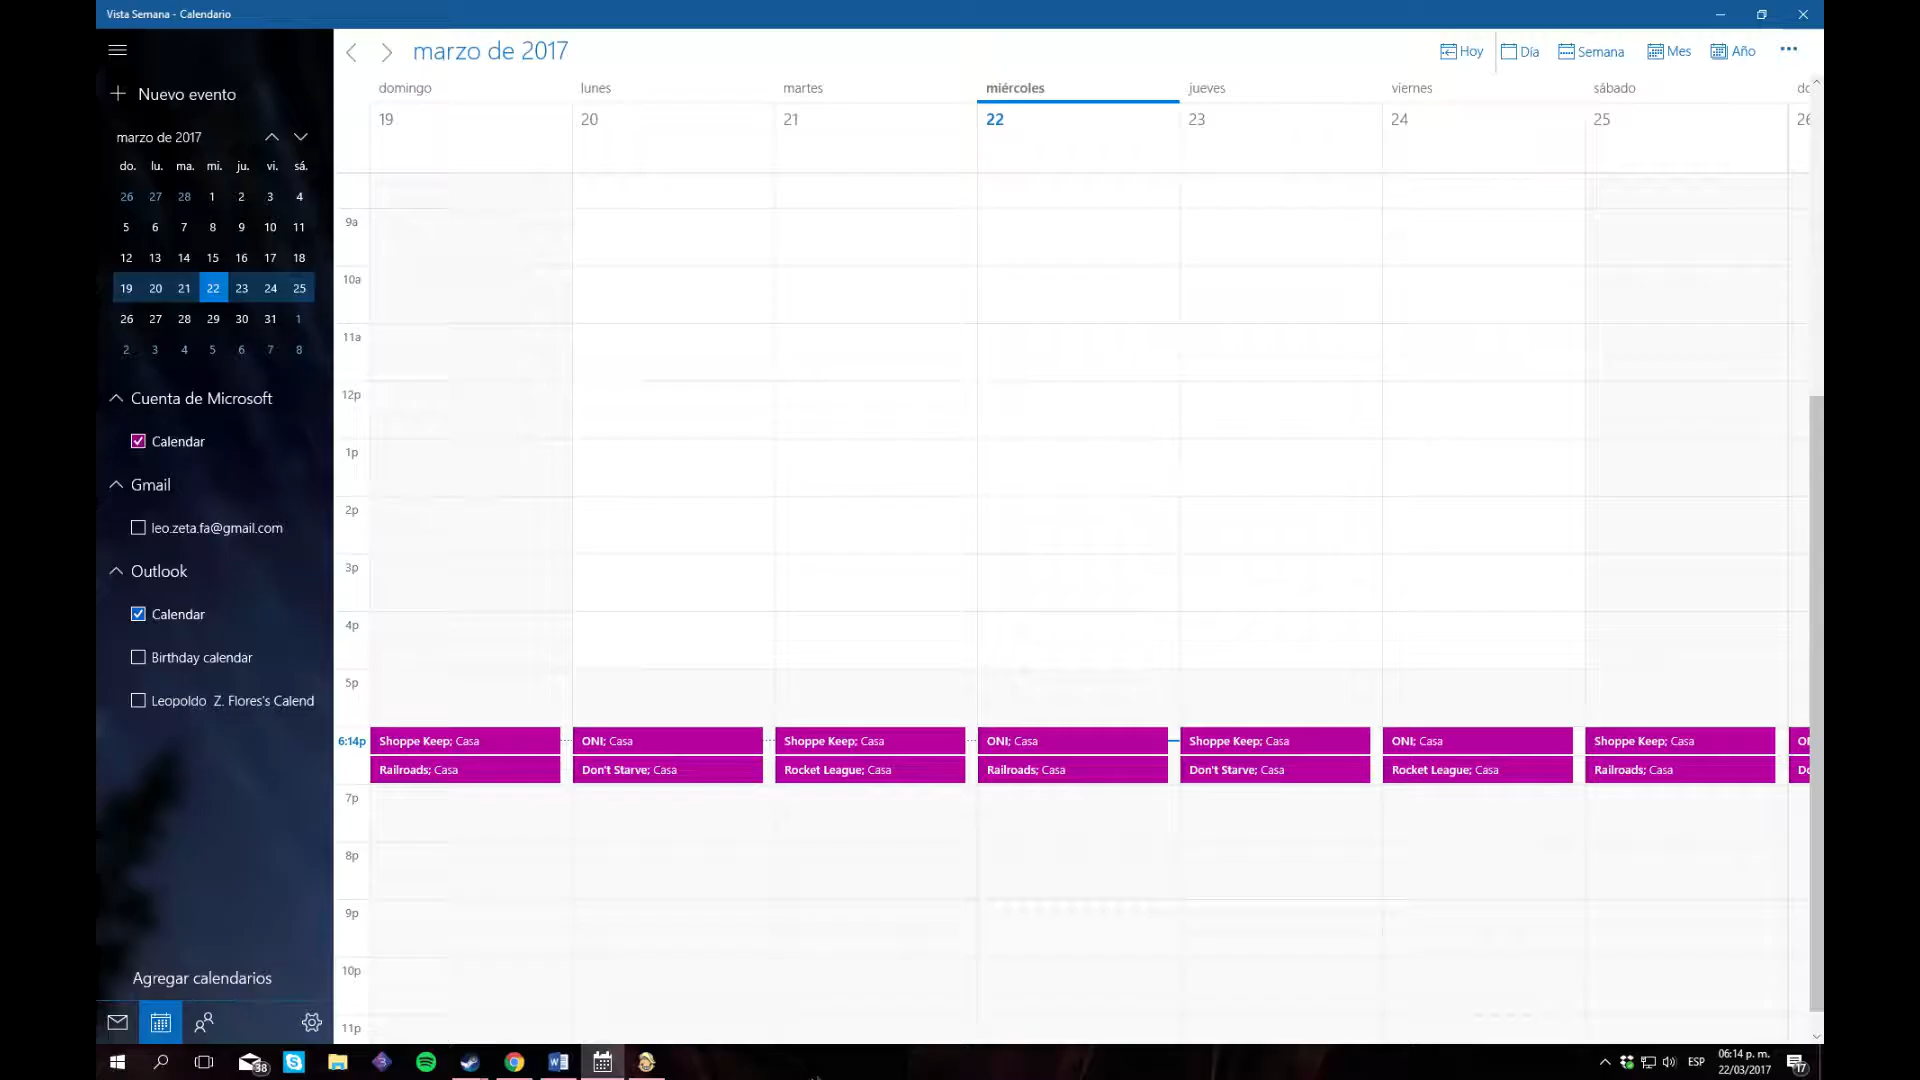 Vista Semana - Calendario
marzo de 2017
Hoy
Día
Semana
Mes
Año
Nuevo evento
marzo de 2017
do. lu. ma. mi. ju. vi. sá.
26 27 28 1 2 3 4
5 6 7 8 9 10 11
12 13 14 15 16 17 18
19 20 21 22 23 24 25
26 27 28 29 30 31 1
2 3 4 5 6 7 8
Cuenta de Microsoft
Calendar
Gmail
leo.zeta.fa@gmail.com
Outlook
Calendar
Birthday calendar
Leopoldo Z. Flores's Calend
Agregar calendarios
domingo lunes martes miércoles jueves viernes sábado do
19 20 21 22 23 24 25 26
9a
10a
11a
12p
1p
2p
3p
4p
5p
6:14p
Shoppe Keep; Casa ONI; Casa Shoppe Keep; Casa ONI; Casa Shoppe Keep; Casa ONI; Casa Shoppe Keep; Casa
Railroads; Casa Don't Starve; Casa Rocket League; Casa Railroads; Casa Don't Starve; Casa Rocket League; Casa Railroads; Casa
7p
8p
9p
10p
11p
38
ESP
06:14 p. m.
22/03/2017
17